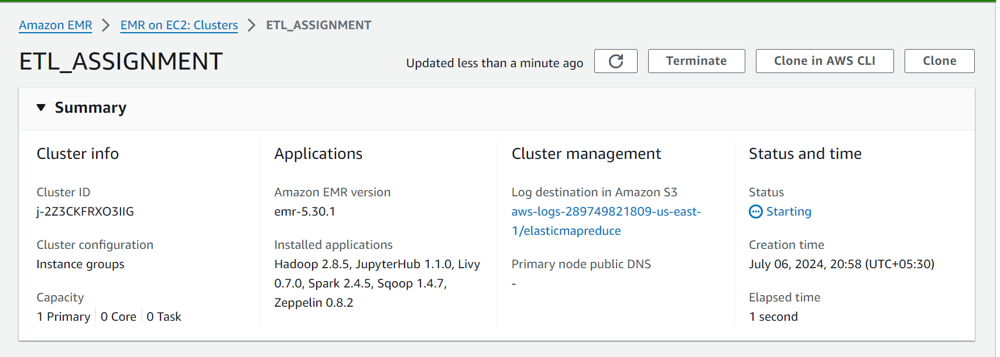 Amazon EMR > EMR on EC2: Clusters > ETL_ASSIGNMENT
ETL_ASSIGNMENT
Updated less than a minute ago
Terminate
Clone in AWS CLI
Clone
Summary
Cluster info
Cluster ID
j-2Z3CKFRXO3IIG
Cluster configuration
Instance groups
Capacity
1 Primary | 0 Core | 0 Task
Applications
Amazon EMR version
emr-5.30.1
Installed applications
Hadoop 2.8.5, JupyterHub 1.1.0, Livy
0.7.0, Spark 2.4.5, Sqoop 1.4.7,
Zeppelin 0.8.2
Cluster management
Log destination in Amazon S3
aws-logs-289749821809-us-east-
1/elasticmapreduce
Primary node public DNS
-
Status and time
Status
Starting
Creation time
July 06, 2024, 20:58 (UTC+05:30)
Elapsed time
1 second